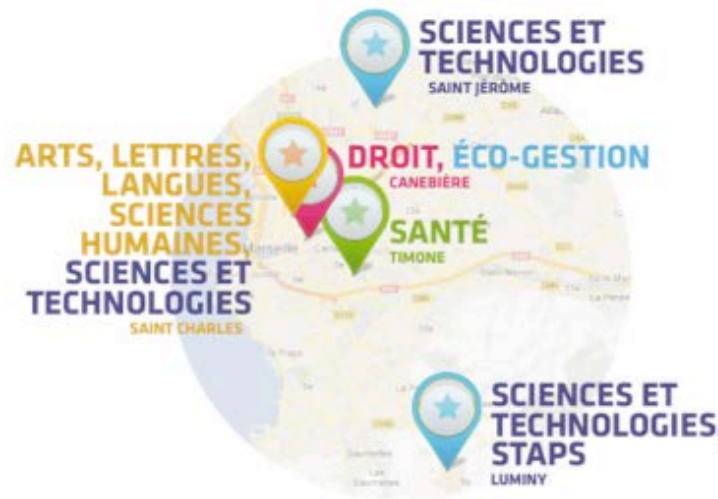 SCIENCES ET
TECHNOLOGIES
SAINT JÉRÔME
ARTS, LETTRES,
LANGUES,
SCIENCES
HUMAINES,
SCIENCES ET
TECHNOLOGIES
SAINT CHARLES
DROIT, ÉCO-GESTION
CANEBIÈRE
SANTÉ
TIMONE
Marseille
SCIENCES ET
TECHNOLOGIES
STAPS
LUMINY